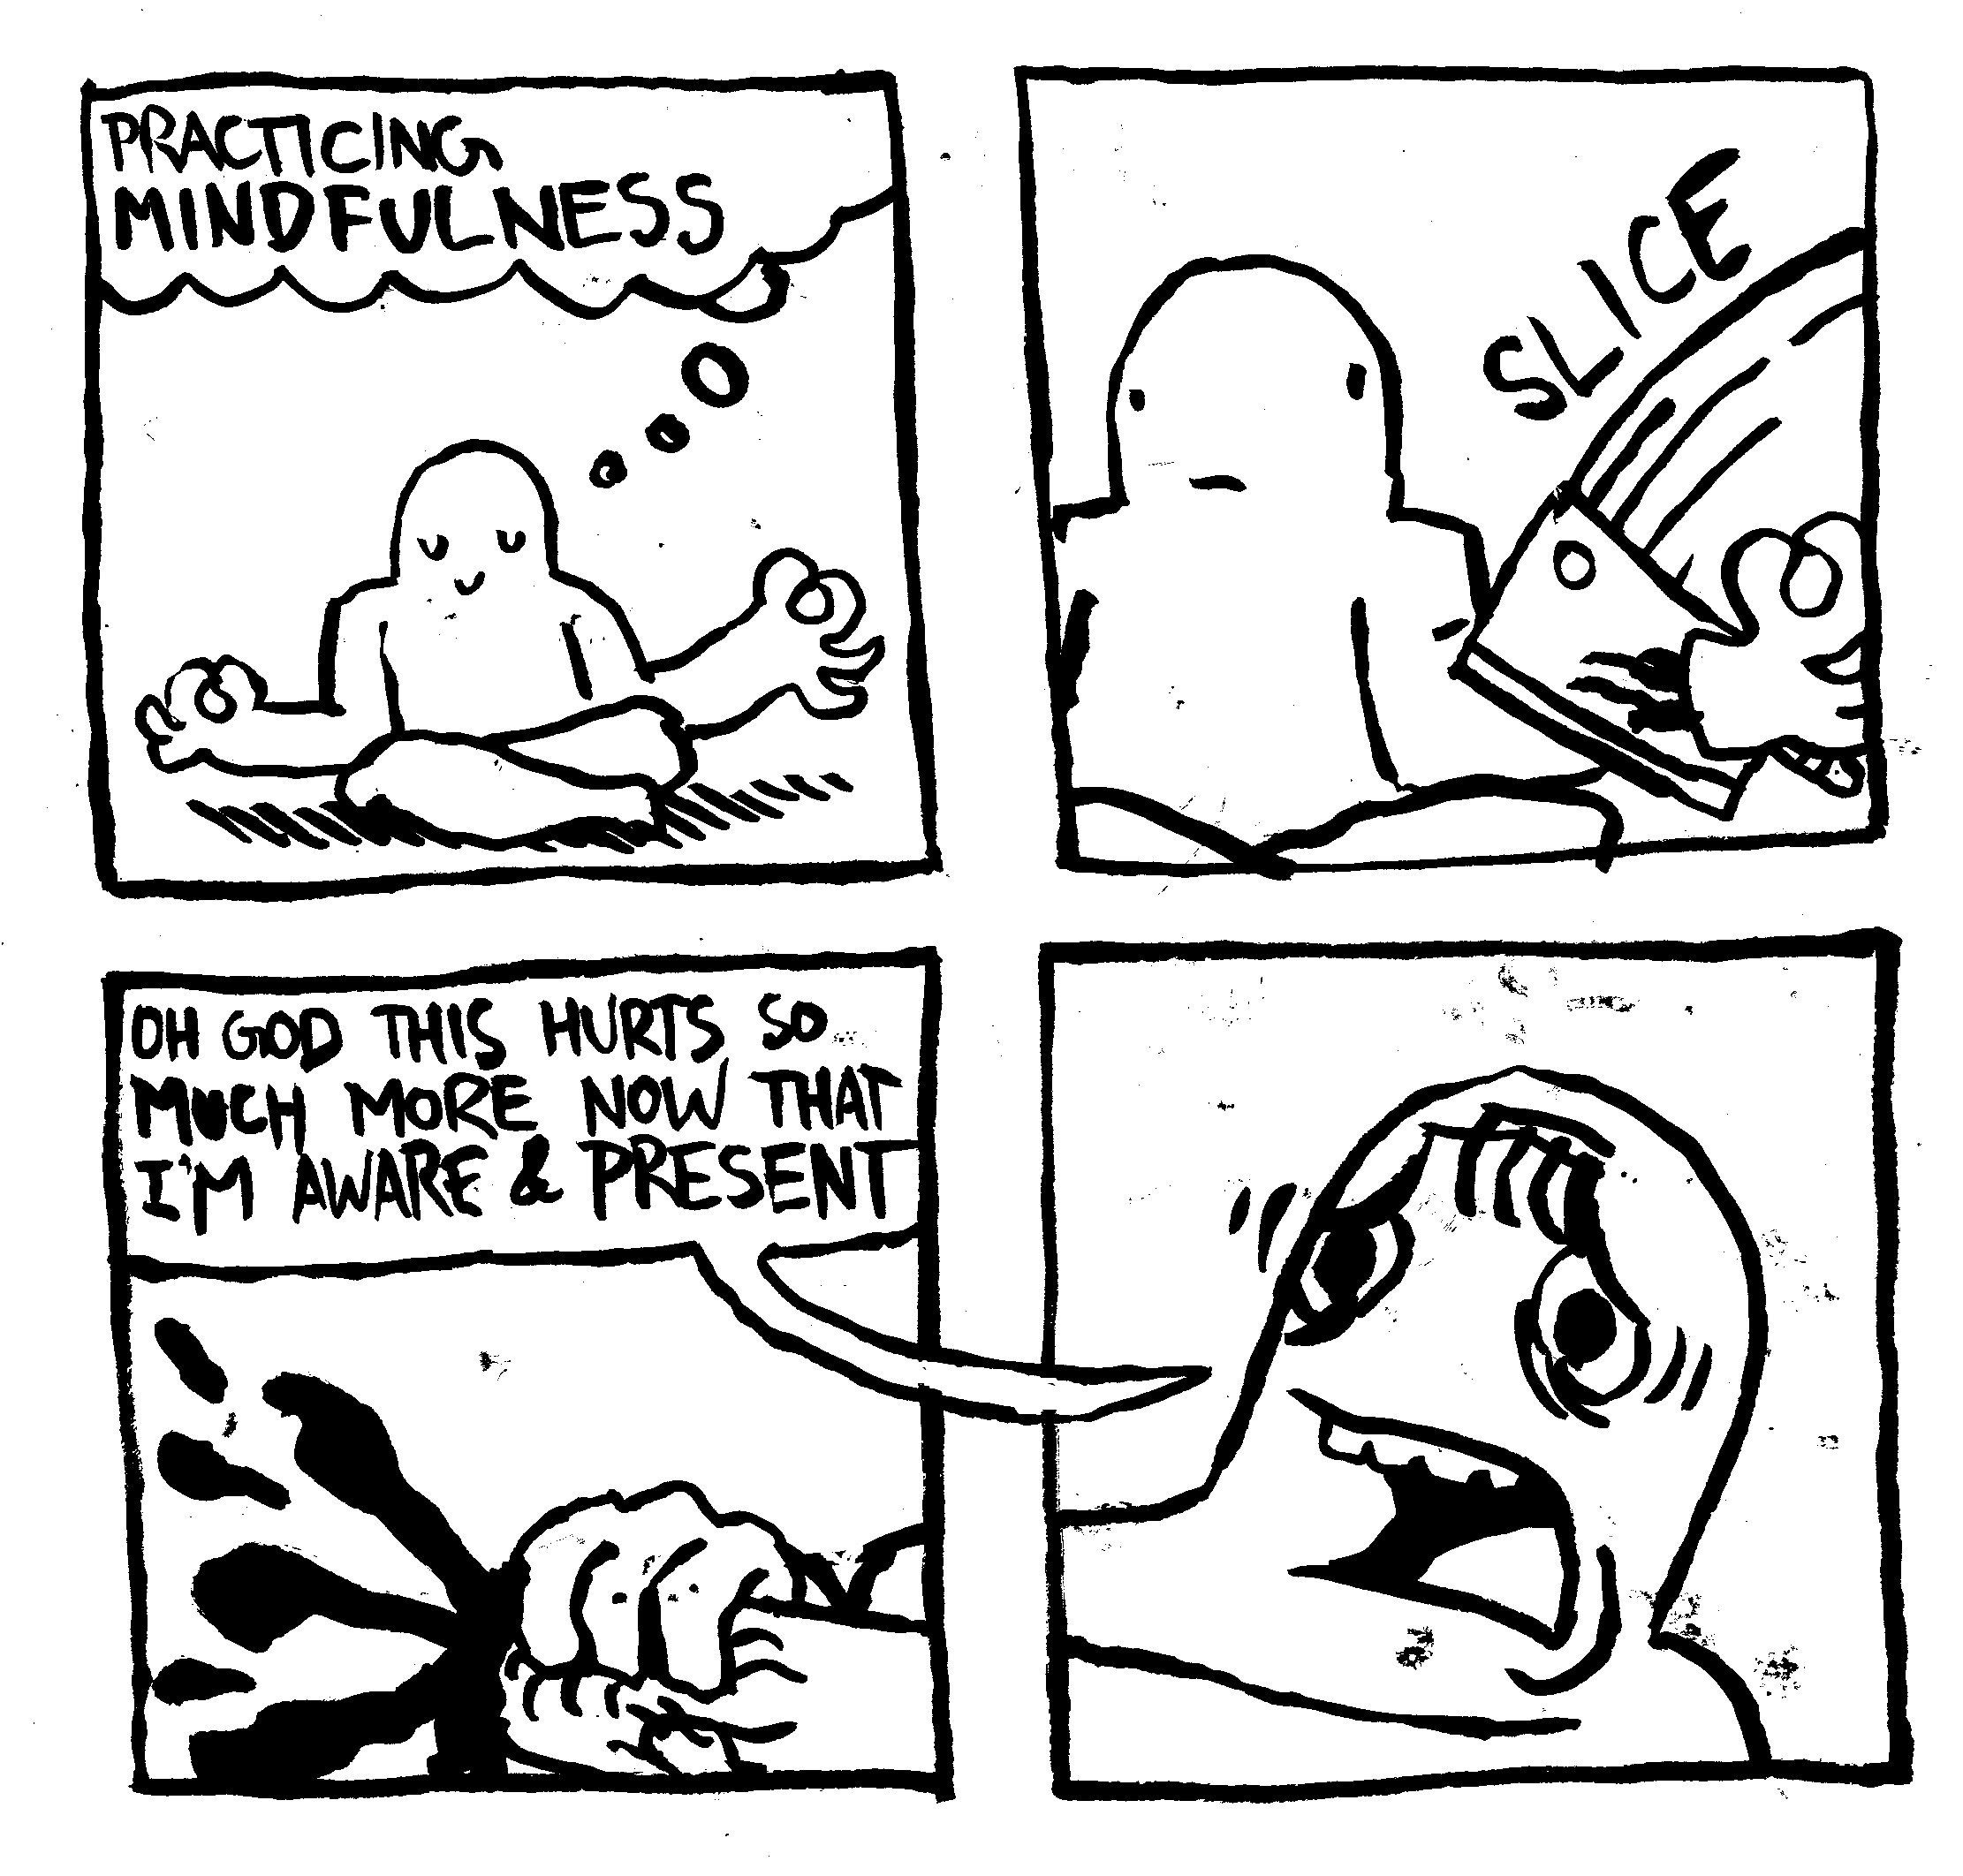 PRACTICING
MINDFULNESS
SLICE
OH GOD THIS HURTS SO
MUCH MORE NOW THAT
I'M AWARE & PRESENT